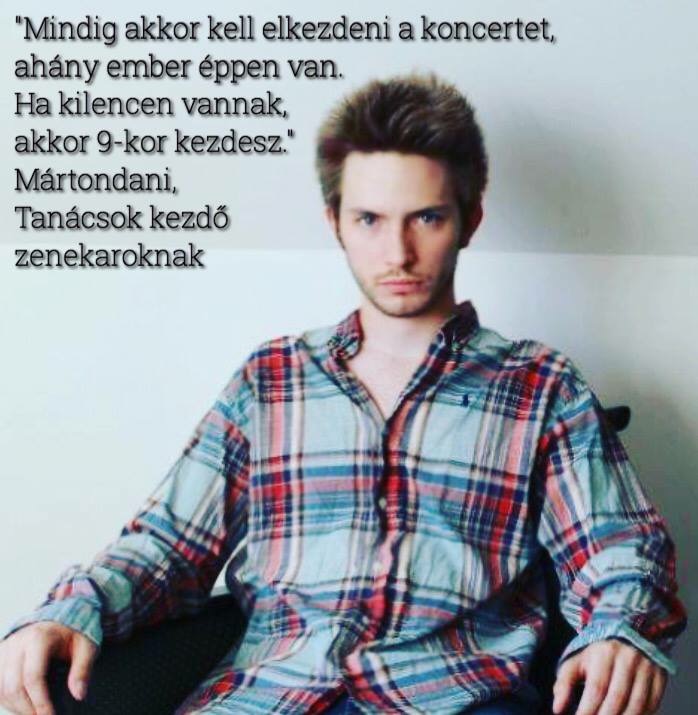 "Mindig akkor kell elkezdeni a koncertet,
ahány ember éppen van.
Ha kilencen vannak,
akkor 9-kor kezdesz."
Mártondani,
Tanácsok kezdő
zenekaroknak